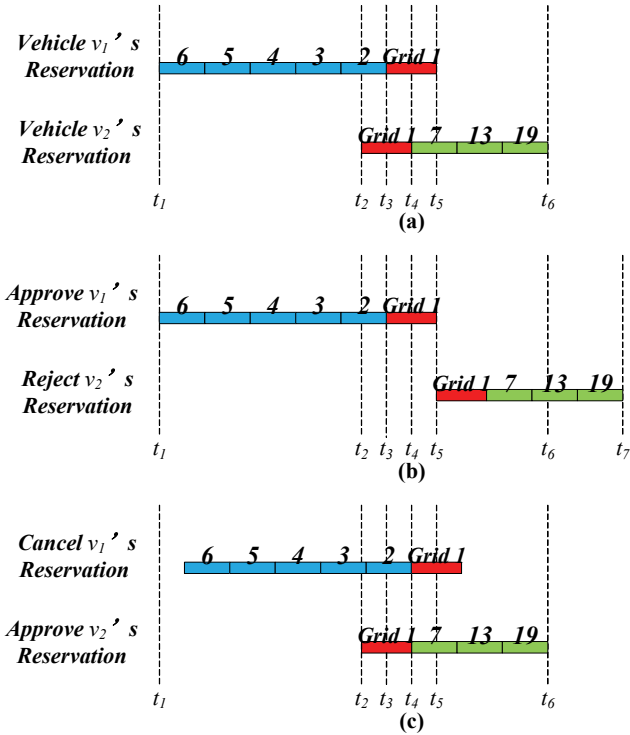 Vehicle v₁'s
Reservation
6 5 4 3 2 Grid 1
Vehicle v₂'s
Reservation
Grid 1 7 13 19
t₁ t₂ t₃ t₄ t₅ t₆
(a)
Approve v₁'s
Reservation
6 5 4 3 2 Grid 1
Reject v₂'s
Reservation
Grid 1 7 13 19
t₁ t₂ t₃ t₄ t₅ t₆ t₇
(b)
Cancel v₁'s
Reservation
6 5 4 3 2 Grid 1
Approve v₂'s
Reservation
Grid 1 7 13 19
t₁ t₂ t₃ t₄ t₅ t₆
(c)